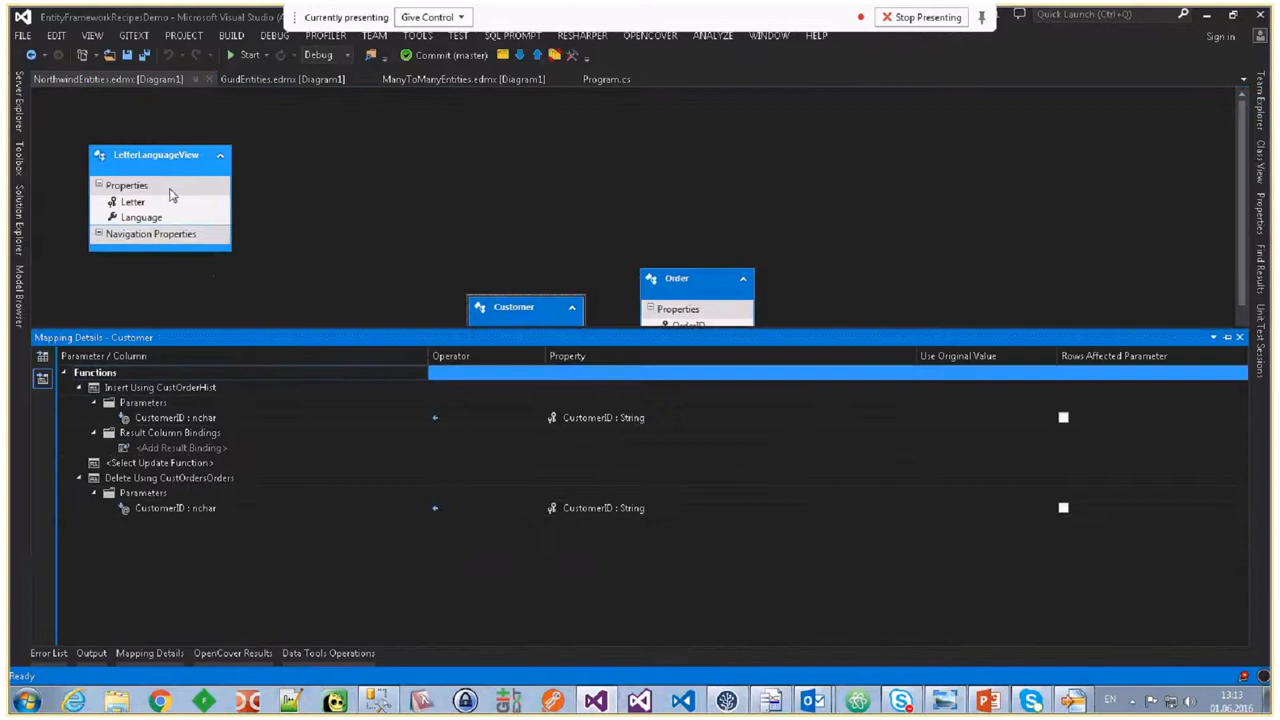 EntityFrameworkRecipesDemo - Microsoft Visual Studio (A
Currently presenting
Give Control
Stop Presenting
Quick Launch (Ctrl+Q)
FILE EDIT VIEW GITEXT PROJECT BUILD DEBUG PROFILER TEAM TOOLS TEST SQL PROMPT RESHARPER OPENCOVER ANALYZE WINDOW HELP
Sign in
Start
Debug
Commit (master)
NorthwindEntities.edmx [Diagram1]
GuidEntities.edmx [Diagram1]
ManyToManyEntities.edmx [Diagram1]
Program.cs
Server Explorer
Toolbox
Solution Explorer
Model Browser
Team Explorer
Class View
Properties
Find Results
Unit Test Sessions
LetterLanguageView
Properties
Letter
Language
Navigation Properties
Order
Properties
OrderID
Customer
Mapping Details - Customer
Parameter / Column Operator Property Use Original Value Rows Affected Parameter
Functions
Insert Using CustOrderHist
Parameters
CustomerID : nchar CustomerID : String
Result Column Bindings
<Add Result Binding>
<Select Update Function>
Delete Using CustOrdersOrders
Parameters
CustomerID : nchar CustomerID : String
Error List Output Mapping Details OpenCover Results Data Tools Operations
Ready
EN
13:13
01.06.2016